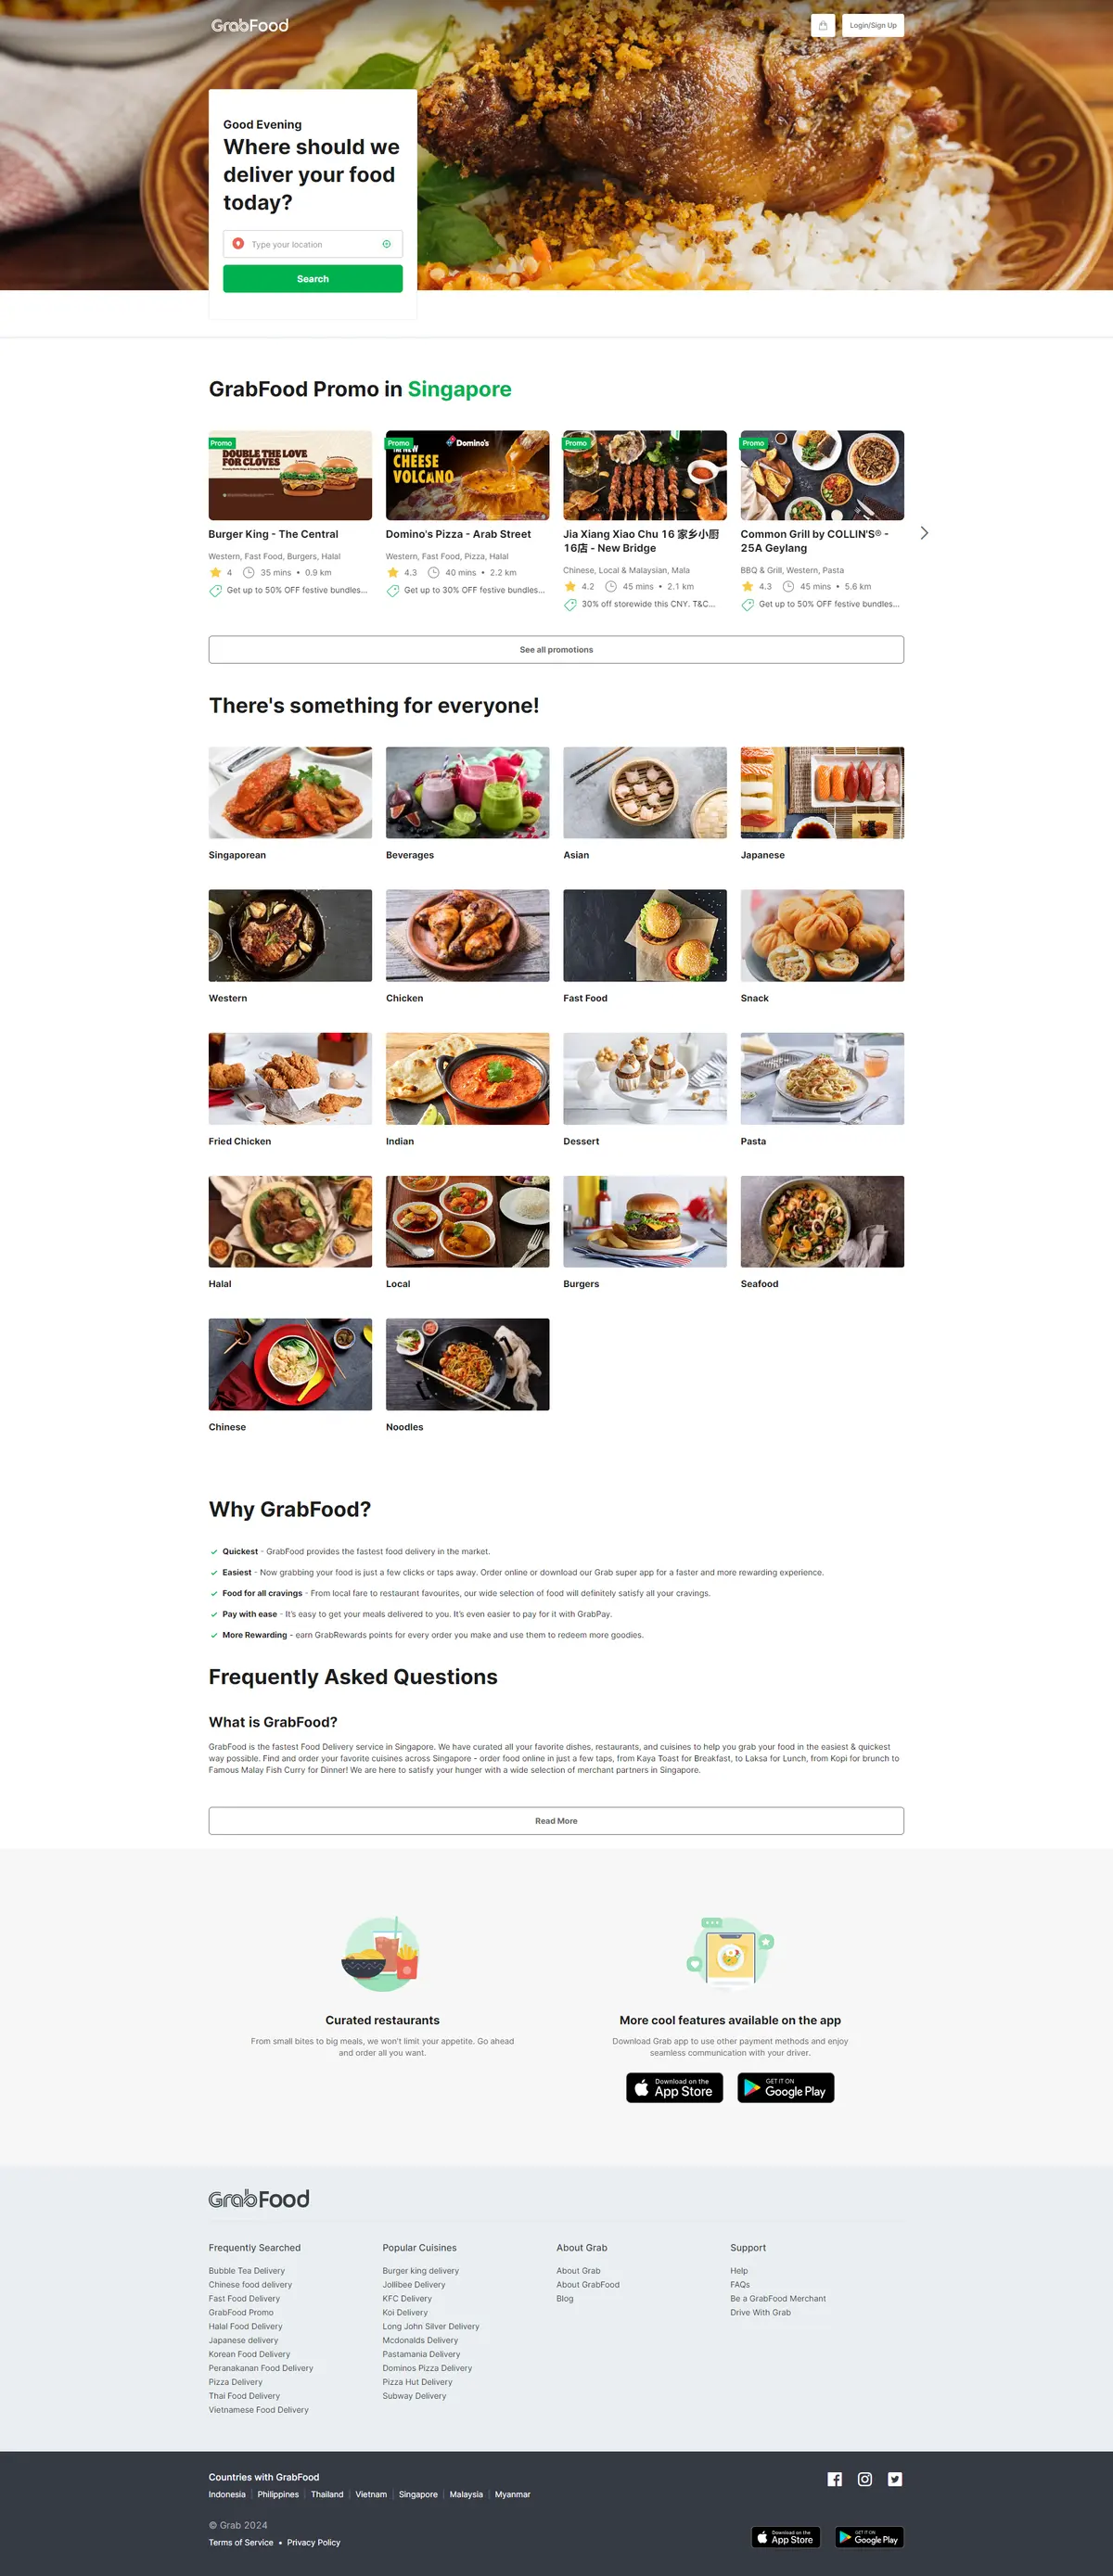 GrabFood
Login/Sign Up
Good Evening
Where should we
deliver your food
today?
Type your location
Search
GrabFood Promo in Singapore
Promo
DOUBLE THE LOVE
FOR CLOVES
Burger King - The Central
Western, Fast Food, Burgers, Halal
4 35 mins • 0.9 km
Get up to 50% OFF festive bundles...
Promo
Domino's
CHEESE
VOLCANO
Domino's Pizza - Arab Street
Western, Fast Food, Pizza, Halal
4.3 40 mins • 2.2 km
Get up to 30% OFF festive bundles...
Promo
Jia Xiang Xiao Chu 16 家乡小厨
16店 - New Bridge
Chinese, Local & Malaysian, Mala
4.2 45 mins • 2.1 km
30% off storewide this CNY. T&C...
Promo
Common Grill by COLLIN'S® -
25A Geylang
BBQ & Grill, Western, Pasta
4.3 45 mins • 5.6 km
Get up to 50% OFF festive bundles...
See all promotions
There's something for everyone!
Singaporean
Beverages
Asian
Japanese
Western
Chicken
Fast Food
Snack
Fried Chicken
Indian
Dessert
Pasta
Halal
Local
Burgers
Seafood
Chinese
Noodles
Why GrabFood?
Quickest - GrabFood provides the fastest food delivery in the market.
Easiest - Now grabbing your food is just a few clicks or taps away. Order online or download our Grab super app for a faster and more rewarding experience.
Food for all cravings - From local fare to restaurant favourites, our wide selection of food will definitely satisfy all your cravings.
Pay with ease - It's easy to get your meals delivered to you. It's even easier to pay for it with GrabPay.
More Rewarding - earn GrabRewards points for every order you make and use them to redeem more goodies.
Frequently Asked Questions
What is GrabFood?
GrabFood is the fastest Food Delivery service in Singapore. We have curated all your favorite dishes, restaurants, and cuisines to help you grab your food in the easiest & quickest
way possible. Find and order your favorite cuisines across Singapore - order food online in just a few taps, from Kaya Toast for Breakfast, to Laksa for Lunch, from Kopi for brunch to
Famous Malay Fish Curry for Dinner! We are here to satisfy your hunger with a wide selection of merchant partners in Singapore.
Read More
Curated restaurants
From small bites to big meals, we won't limit your appetite. Go ahead
and order all you want.
More cool features available on the app
Download Grab app to use other payment methods and enjoy
seamless communication with your driver.
Download on the
App Store
GET IT ON
Google Play
GrabFood
Frequently Searched
Bubble Tea Delivery
Chinese food delivery
Fast Food Delivery
GrabFood Promo
Halal Food Delivery
Japanese delivery
Korean Food Delivery
Peranakanan Food Delivery
Pizza Delivery
Thai Food Delivery
Vietnamese Food Delivery
Popular Cuisines
Burger king delivery
Jollibee Delivery
KFC Delivery
Koi Delivery
Long John Silver Delivery
Mcdonalds Delivery
Pastamania Delivery
Dominos Pizza Delivery
Pizza Hut Delivery
Subway Delivery
About Grab
About Grab
About GrabFood
Blog
Support
Help
FAQs
Be a GrabFood Merchant
Drive With Grab
Countries with GrabFood
Indonesia | Philippines | Thailand | Vietnam | Singapore | Malaysia | Myanmar
© Grab 2024
Terms of Service • Privacy Policy
Download on the
App Store
GET IT ON
Google Play